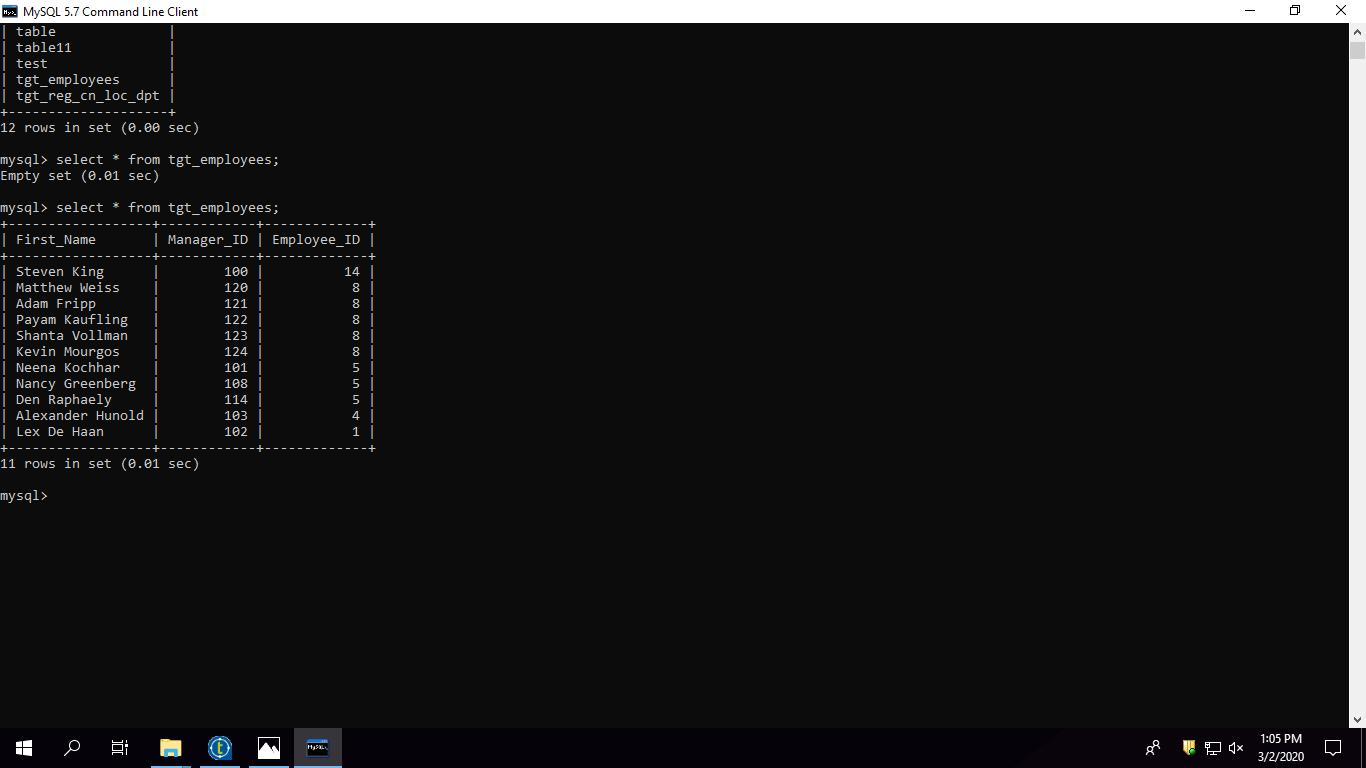 MySQL 5.7 Command Line Client
| table              |
| table11            |
| test               |
| tgt_employees      |
| tgt_reg_cn_loc_dpt |
+--------------------+
12 rows in set (0.00 sec)
mysql> select * from tgt_employees;
Empty set (0.01 sec)
mysql> select * from tgt_employees;
+------------------+------------+-------------+
| First_Name       | Manager_ID | Employee_ID |
+------------------+------------+-------------+
| Steven King      |        100 |          14 |
| Matthew Weiss    |        120 |           8 |
| Adam Fripp       |        121 |           8 |
| Payam Kaufling   |        122 |           8 |
| Shanta Vollman   |        123 |           8 |
| Kevin Mourgos    |        124 |           8 |
| Neena Kochhar    |        101 |           5 |
| Nancy Greenberg  |        108 |           5 |
| Den Raphaely     |        114 |           5 |
| Alexander Hunold |        103 |           4 |
| Lex De Haan      |        102 |           1 |
+------------------+------------+-------------+
11 rows in set (0.01 sec)
mysql>
1:05 PM
3/2/2020